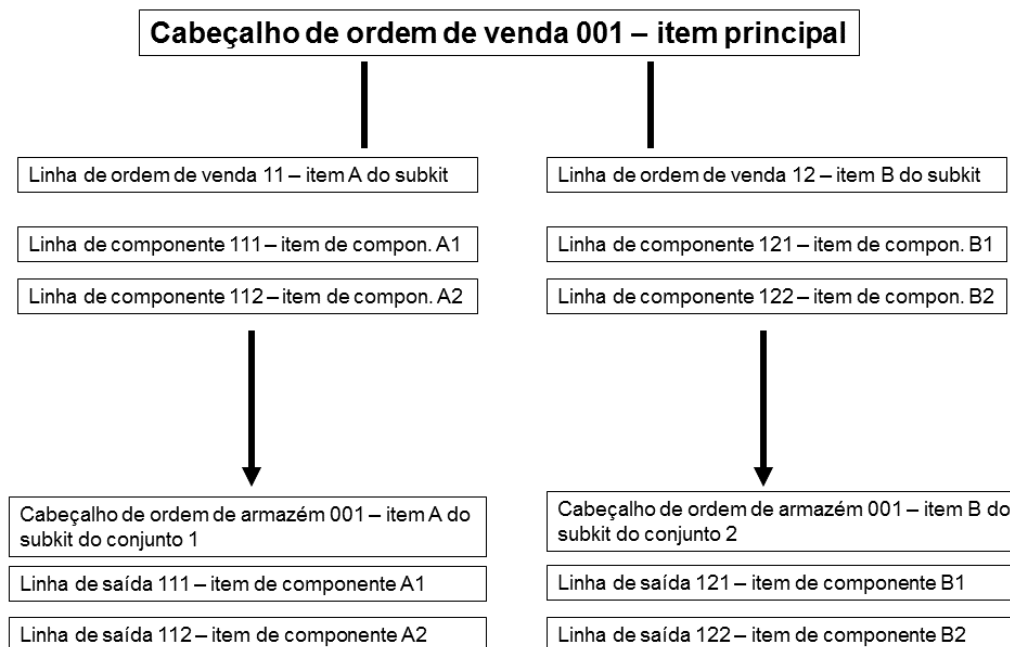 Cabeçalho de ordem de venda 001 – item principal
Linha de ordem de venda 11 – item A do subkit
Linha de componente 111 – item de compon. A1
Linha de componente 112 – item de compon. A2
Linha de ordem de venda 12 – item B do subkit
Linha de componente 121 – item de compon. B1
Linha de componente 122 – item de compon. B2
Cabeçalho de ordem de armazém 001 – item A do
subkit do conjunto 1
Linha de saída 111 – item de componente A1
Linha de saída 112 – item de componente A2
Cabeçalho de ordem de armazém 001 – item B do
subkit do conjunto 2
Linha de saída 121 – item de componente B1
Linha de saída 122 – item de componente B2